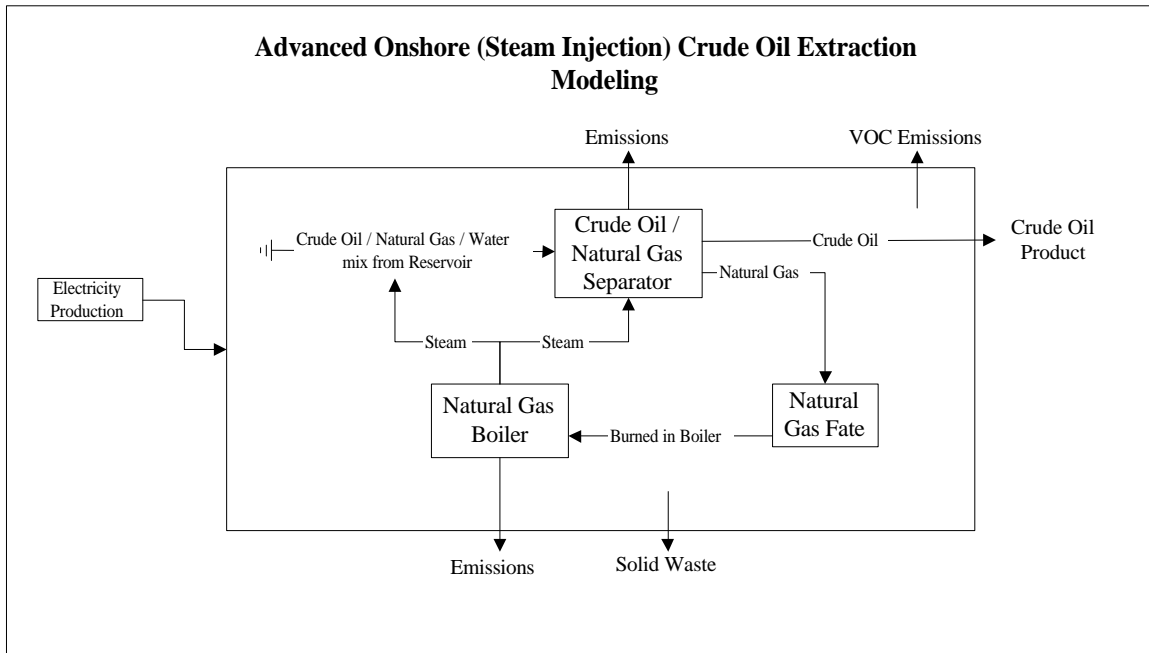 Advanced Onshore (Steam Injection) Crude Oil Extraction
Modeling
Emissions
VOC Emissions
Crude Oil / Natural Gas / Water
mix from Reservoir
Crude Oil /
Natural Gas
Separator
Crude Oil
Crude Oil
Product
Natural Gas
Electricity
Production
Steam
Steam
Natural Gas
Boiler
Burned in Boiler
Natural
Gas Fate
Emissions
Solid Waste